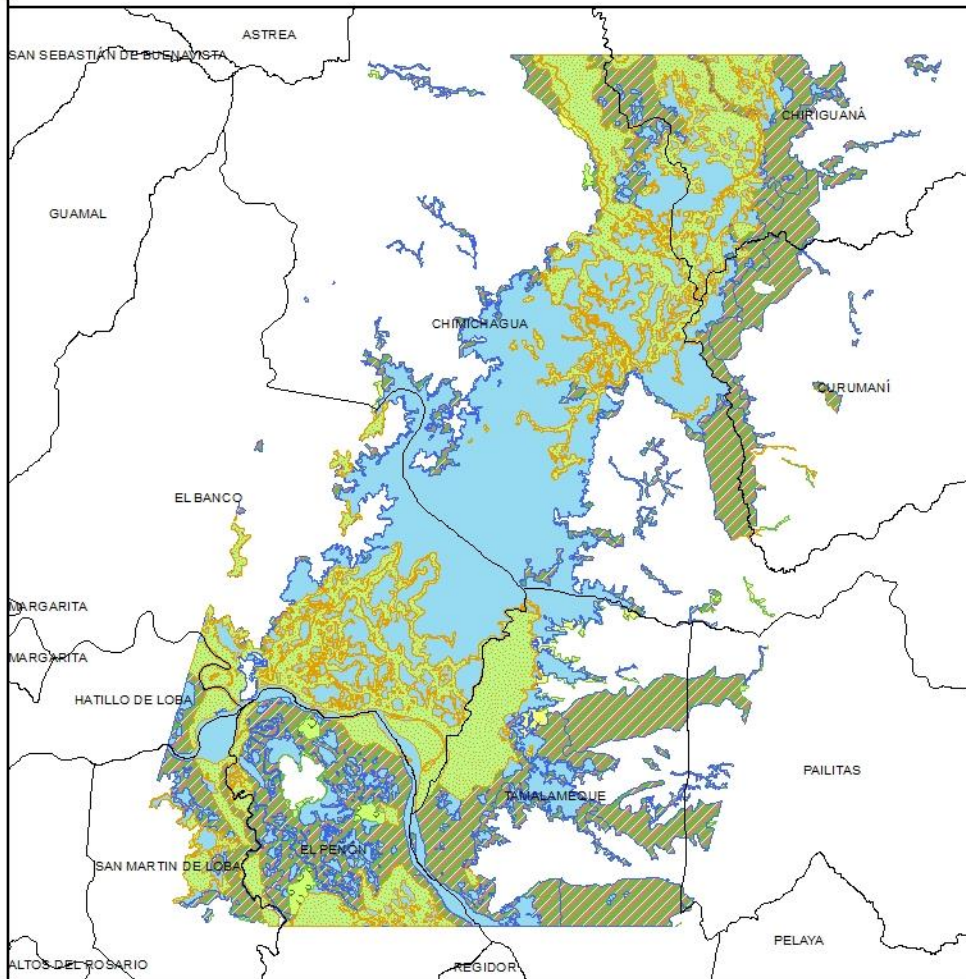 ASTREA
SAN SEBASTIÁN DE BUENAVISTA
CHIRIGUANÁ
GUAMAL
CHIMICHAGUA
CURUMANÍ
EL BANCO
MARGARITA
MARGARITA
HATILLO DE LOBA
PAILITAS
TAMALAMEQUE
EL PEÑÓN
SAN MARTIN DE LOBA
PELAYA
ALTOS DEL ROSARIO
REGIDOR